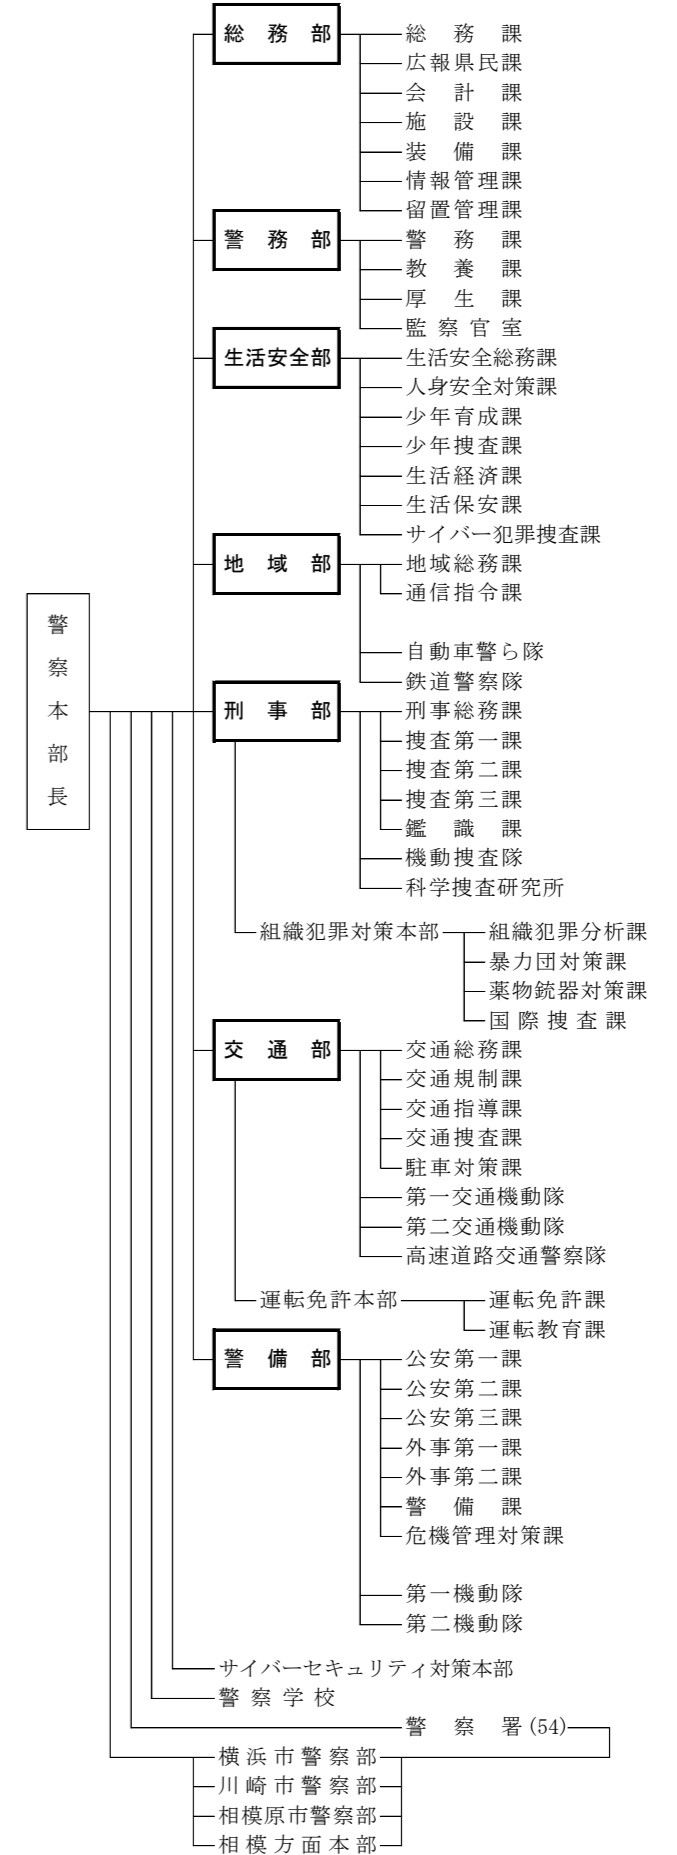 総務部
総務課
広報県民課
会計課
施設課
装備課
情報管理課
留置管理課
警務部
警務課
教養課
厚生課
監察官室
生活安全部
生活安全総務課
人身安全対策課
少年育成課
少年捜査課
生活経済課
生活保安課
サイバー犯罪捜査課
地域部
地域総務課
通信指令課
自動車警ら隊
鉄道警察隊
警察本部長
刑事部
刑事総務課
捜査第一課
捜査第二課
捜査第三課
鑑識課
機動捜査隊
科学捜査研究所
組織犯罪対策本部
組織犯罪分析課
暴力団対策課
薬物銃器対策課
国際捜査課
交通部
交通総務課
交通規制課
交通指導課
交通捜査課
駐車対策課
第一交通機動隊
第二交通機動隊
高速道路交通警察隊
運転免許本部
運転免許課
運転教育課
警備部
公安第一課
公安第二課
公安第三課
外事第一課
外事第二課
警備課
危機管理対策課
第一機動隊
第二機動隊
サイバーセキュリティ対策本部
警察学校
警察署(54)
横浜市警察部
川崎市警察部
相模原市警察部
相模方面本部